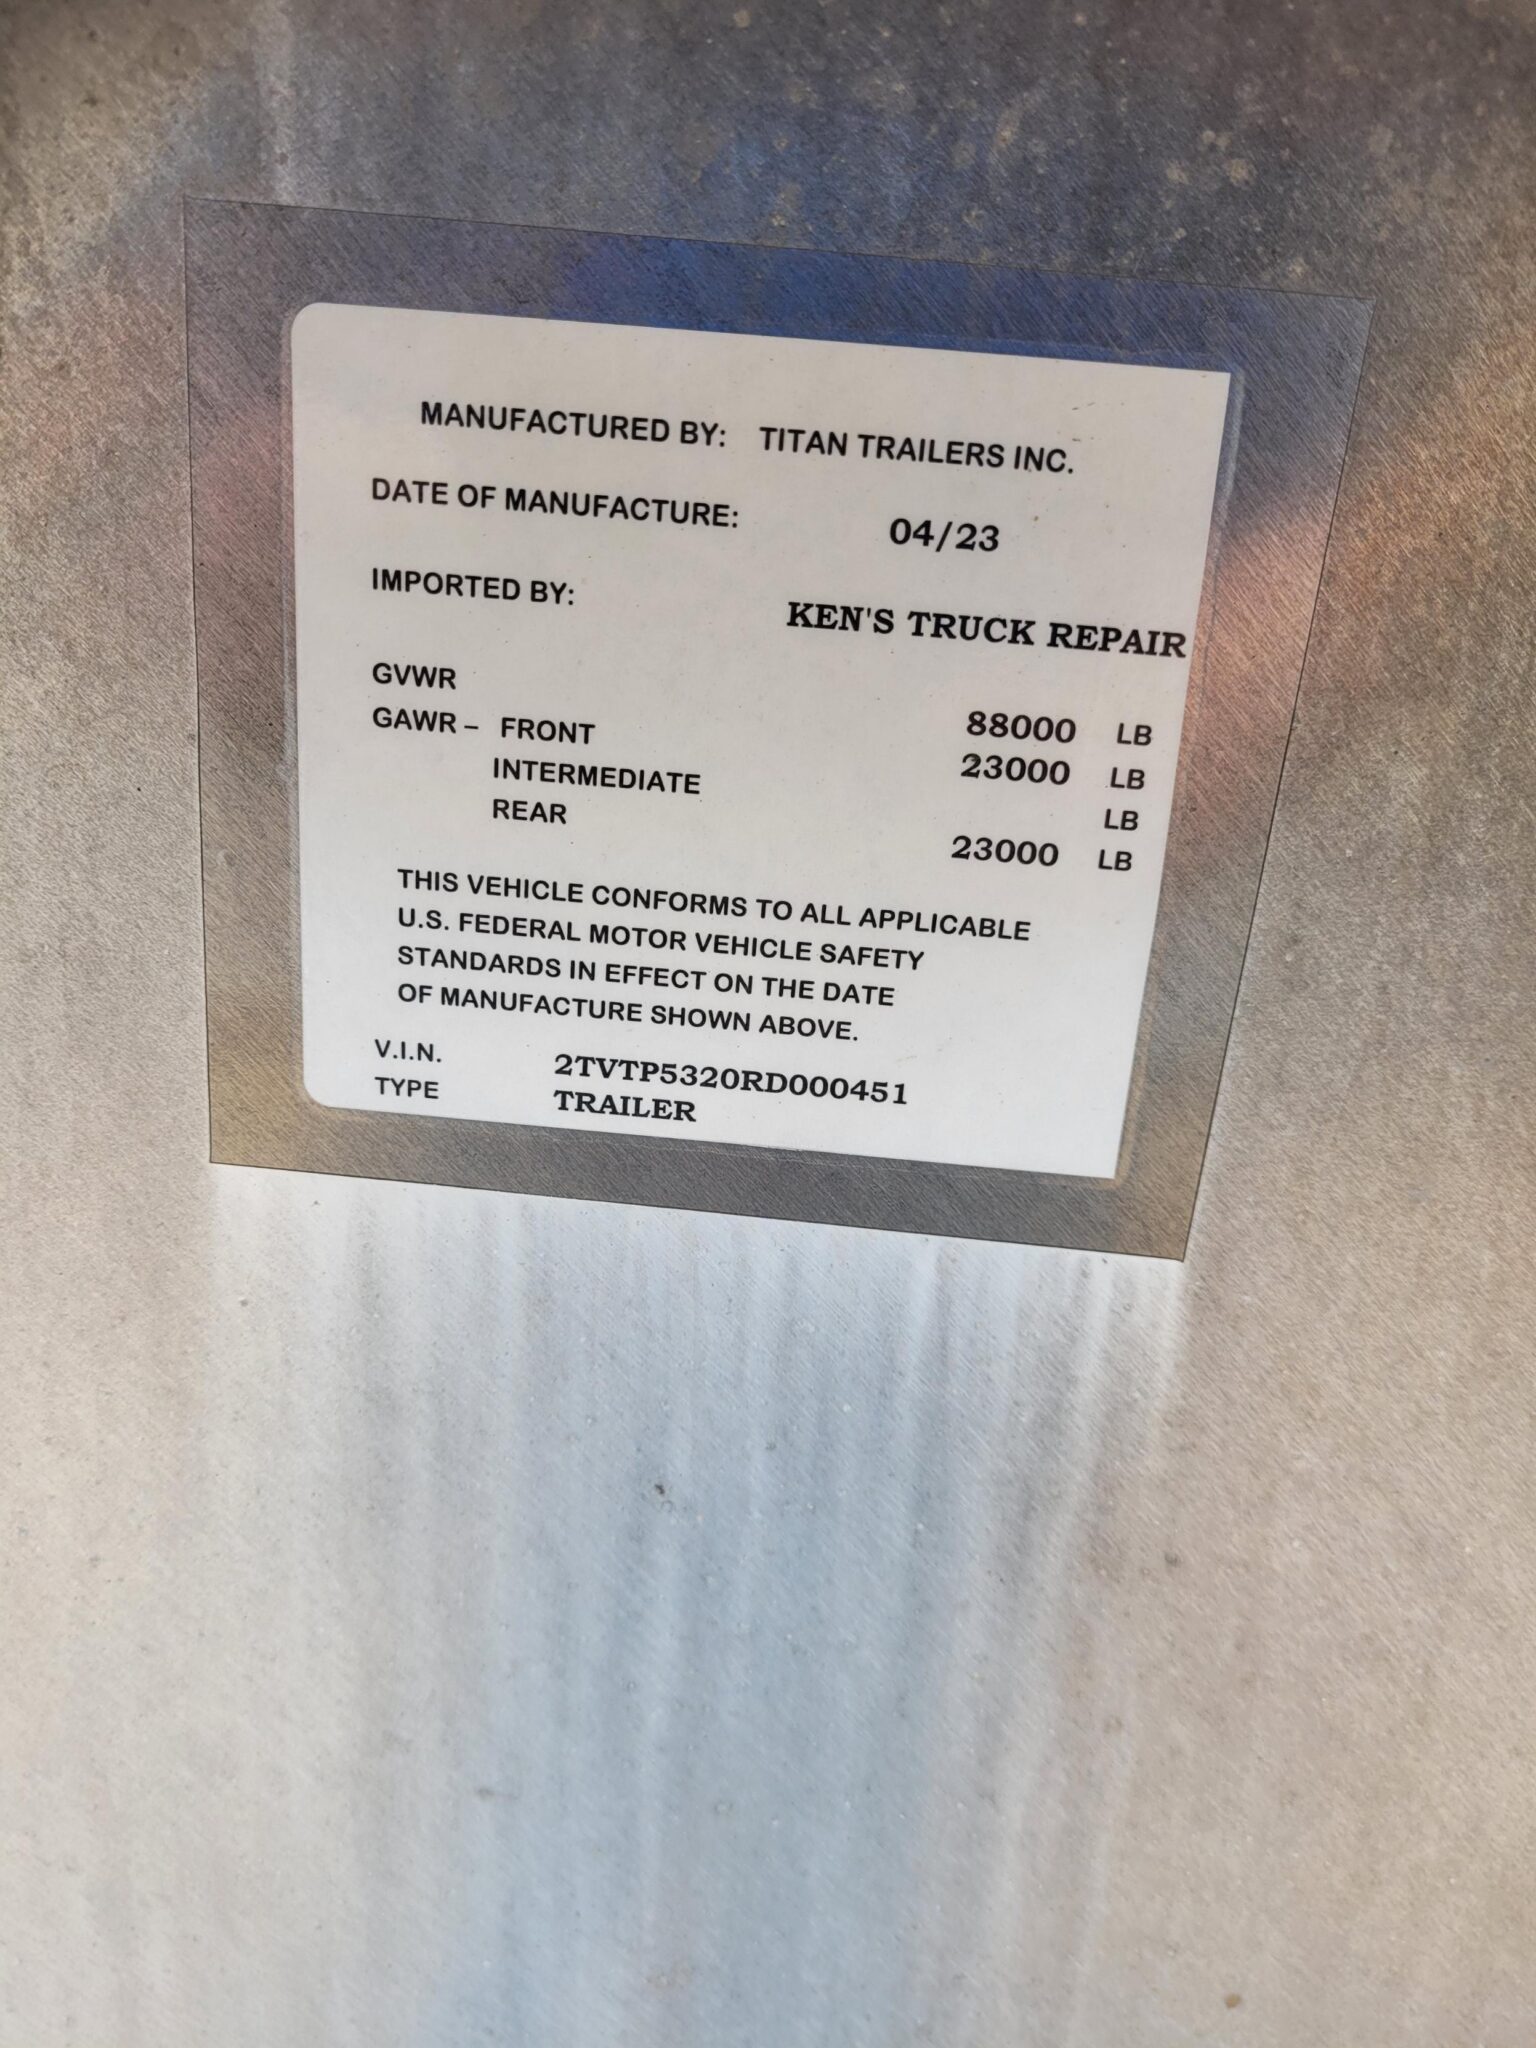 MANUFACTURED BY: TITAN TRAILERS INC.
DATE OF MANUFACTURE: 04/23
IMPORTED BY: KEN'S TRUCK REPAIR
GVWR 88000 LB
GAWR – FRONT 23000 LB
INTERMEDIATE LB
REAR 23000 LB
THIS VEHICLE CONFORMS TO ALL APPLICABLE
U.S. FEDERAL MOTOR VEHICLE SAFETY
STANDARDS IN EFFECT ON THE DATE
OF MANUFACTURE SHOWN ABOVE.
V.I.N. 2TVTP5320RD000451
TYPE TRAILER